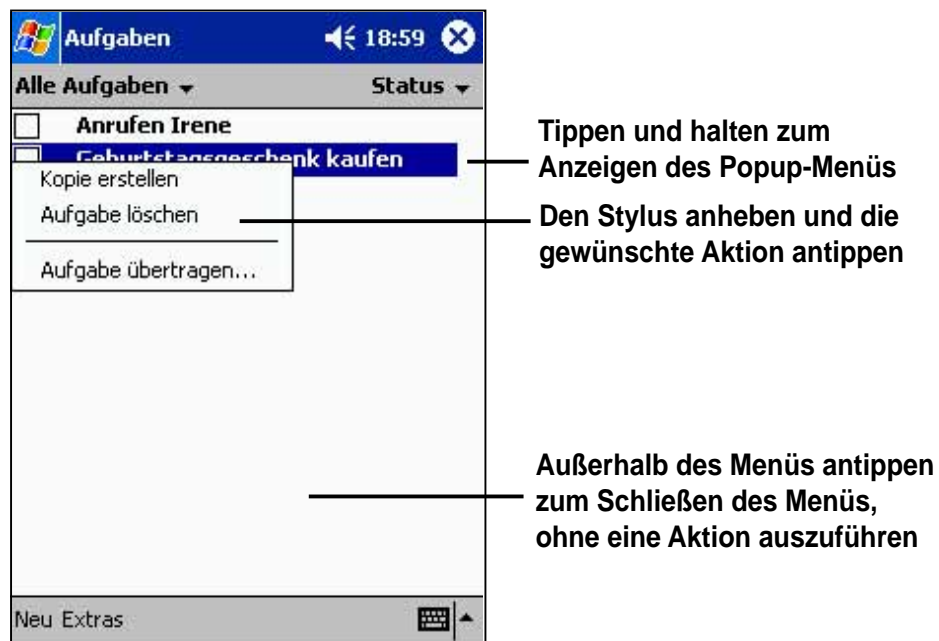 Aufgaben 18:59
Alle Aufgaben Status
Anrufen Irene
Geburtstagsgeschenk kaufen
Kopie erstellen
Aufgabe löschen
Aufgabe übertragen...
Neu Extras
Tippen und halten zum
Anzeigen des Popup-Menüs
Den Stylus anheben und die
gewünschte Aktion antippen
Außerhalb des Menüs antippen
zum Schließen des Menüs,
ohne eine Aktion auszuführen